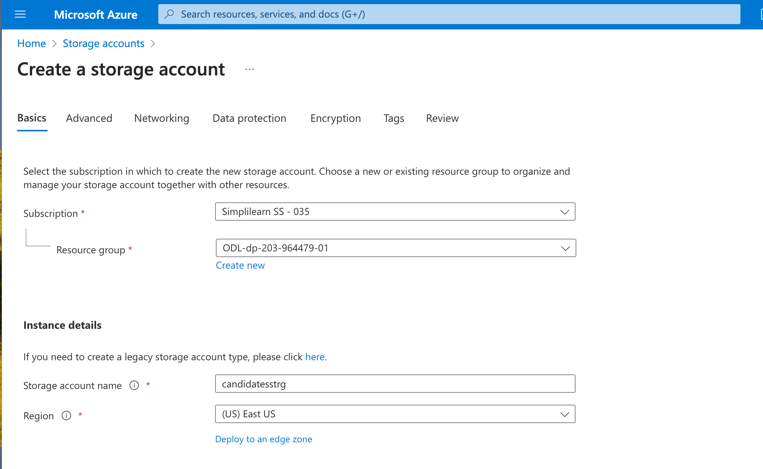 Microsoft Azure
Search resources, services, and docs (G+/)
Home > Storage accounts >
Create a storage account ...
Basics Advanced Networking Data protection Encryption Tags Review
Select the subscription in which to create the new storage account. Choose a new or existing resource group to organize and
manage your storage account together with other resources.
Subscription * Simplilearn SS - 035
Resource group * ODL-dp-203-964479-01
Create new
Instance details
If you need to create a legacy storage account type, please click here.
Storage account name * candidatesstrg
Region * (US) East US
Deploy to an edge zone